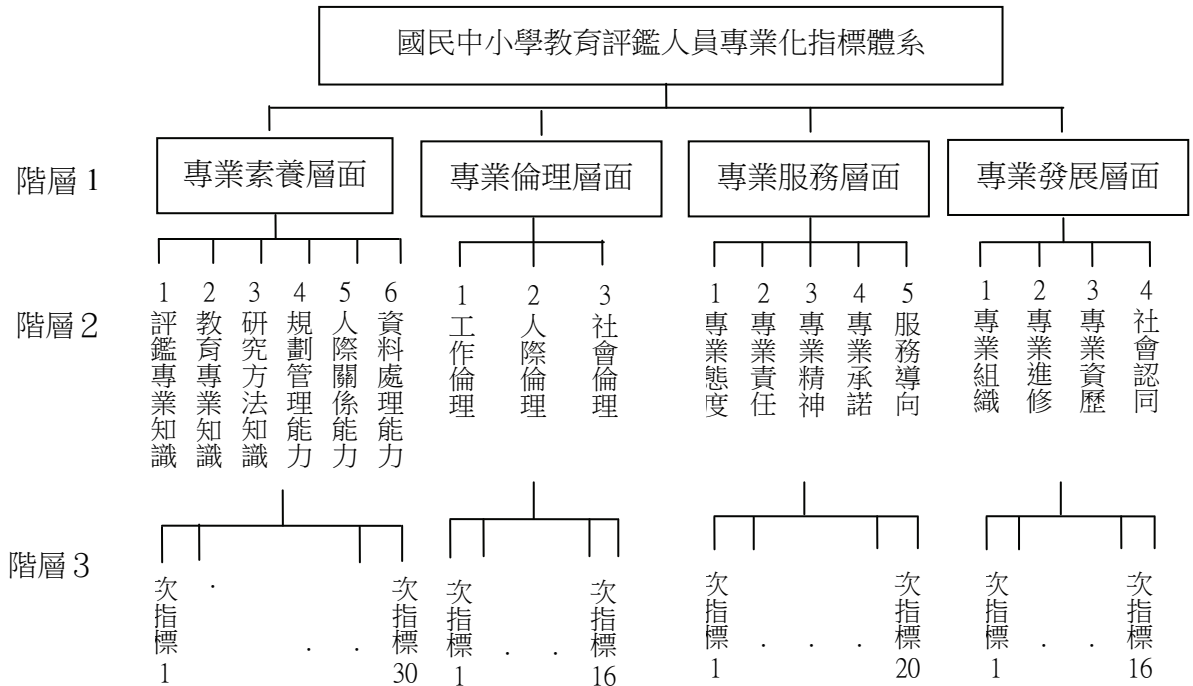 國民中小學教育評鑑人員專業化指標體系
階層 1
專業素養層面
專業倫理層面
專業服務層面
專業發展層面
階層 2
1 評鑑專業知識
2 教育專業知識
3 研究方法知識
4 規劃管理能力
5 人際關係能力
6 資料處理能力
1 工作倫理
2 人際倫理
3 社會倫理
1 專業態度
2 專業責任
3 專業精神
4 專業承諾
5 服務導向
1 專業組織
2 專業進修
3 專業資歷
4 社會認同
階層 3
次指標 1
.
. .
次指標 30
次指標 1
. .
次指標 16
次指標 1
. . .
次指標 20
次指標 1
. . .
次指標 16